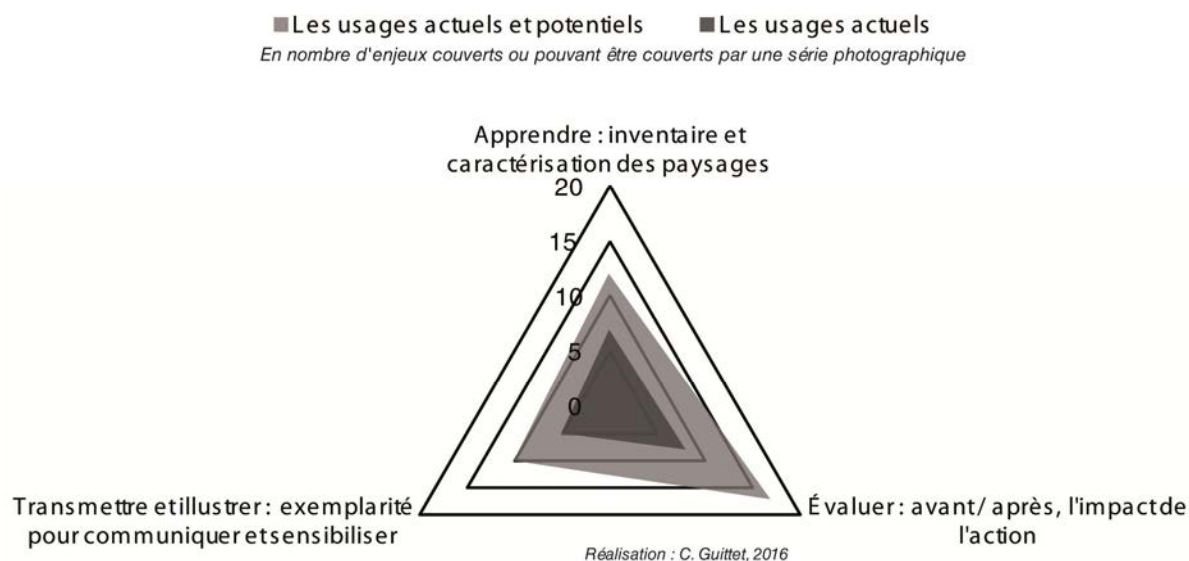 Les usages actuels et potentiels Les usages actuels
En nombre d'enjeux couverts ou pouvant être couverts par une série photographique
Apprendre : inventaire et
caractérisation des paysages
20
15
10
5
0
Transmettre et illustrer : exemplarité
pour communiquer et sensibiliser
Évaluer : avant / après, l'impact de
l'action
Réalisation : C. Guittet, 2016